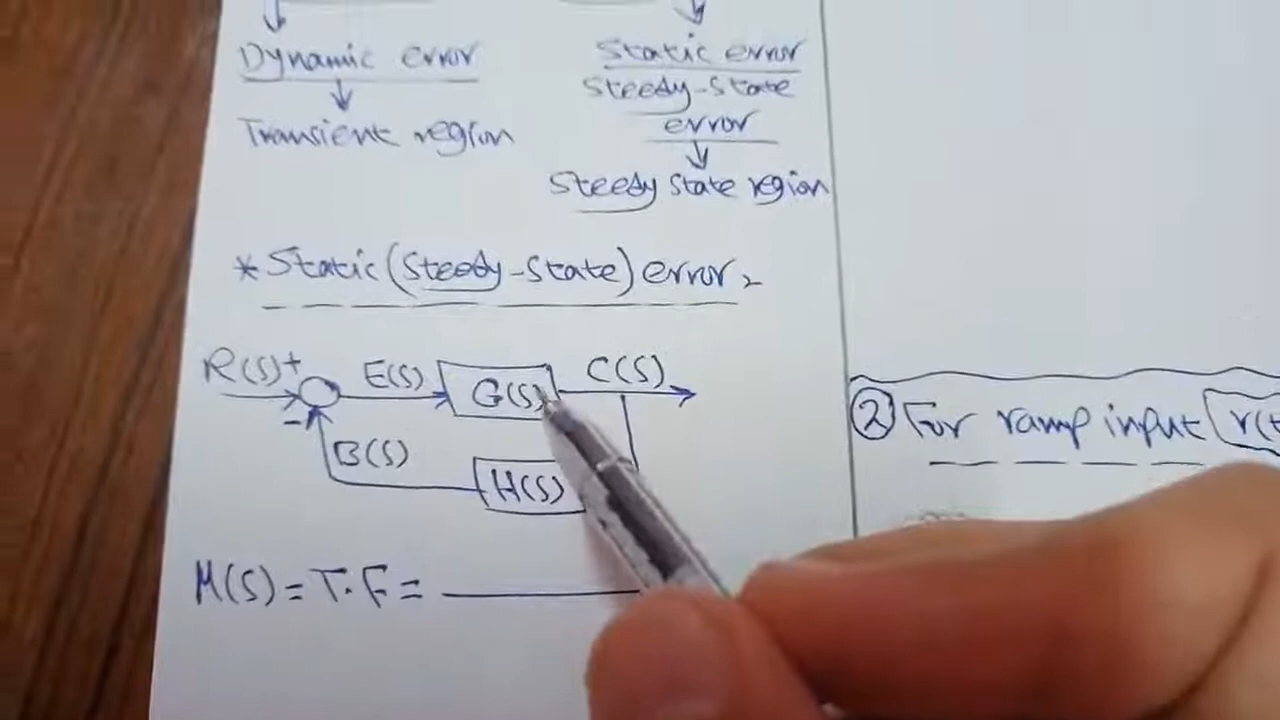 Dynamic error
Transient region
Static error
Steady-State
error
Steady state region
* Static (Steady-State) error,
R(S) +
E(S)
G(S)
C(S)
-
B(S)
H(S)
M(S) = T.F =
② For ramp input r(t